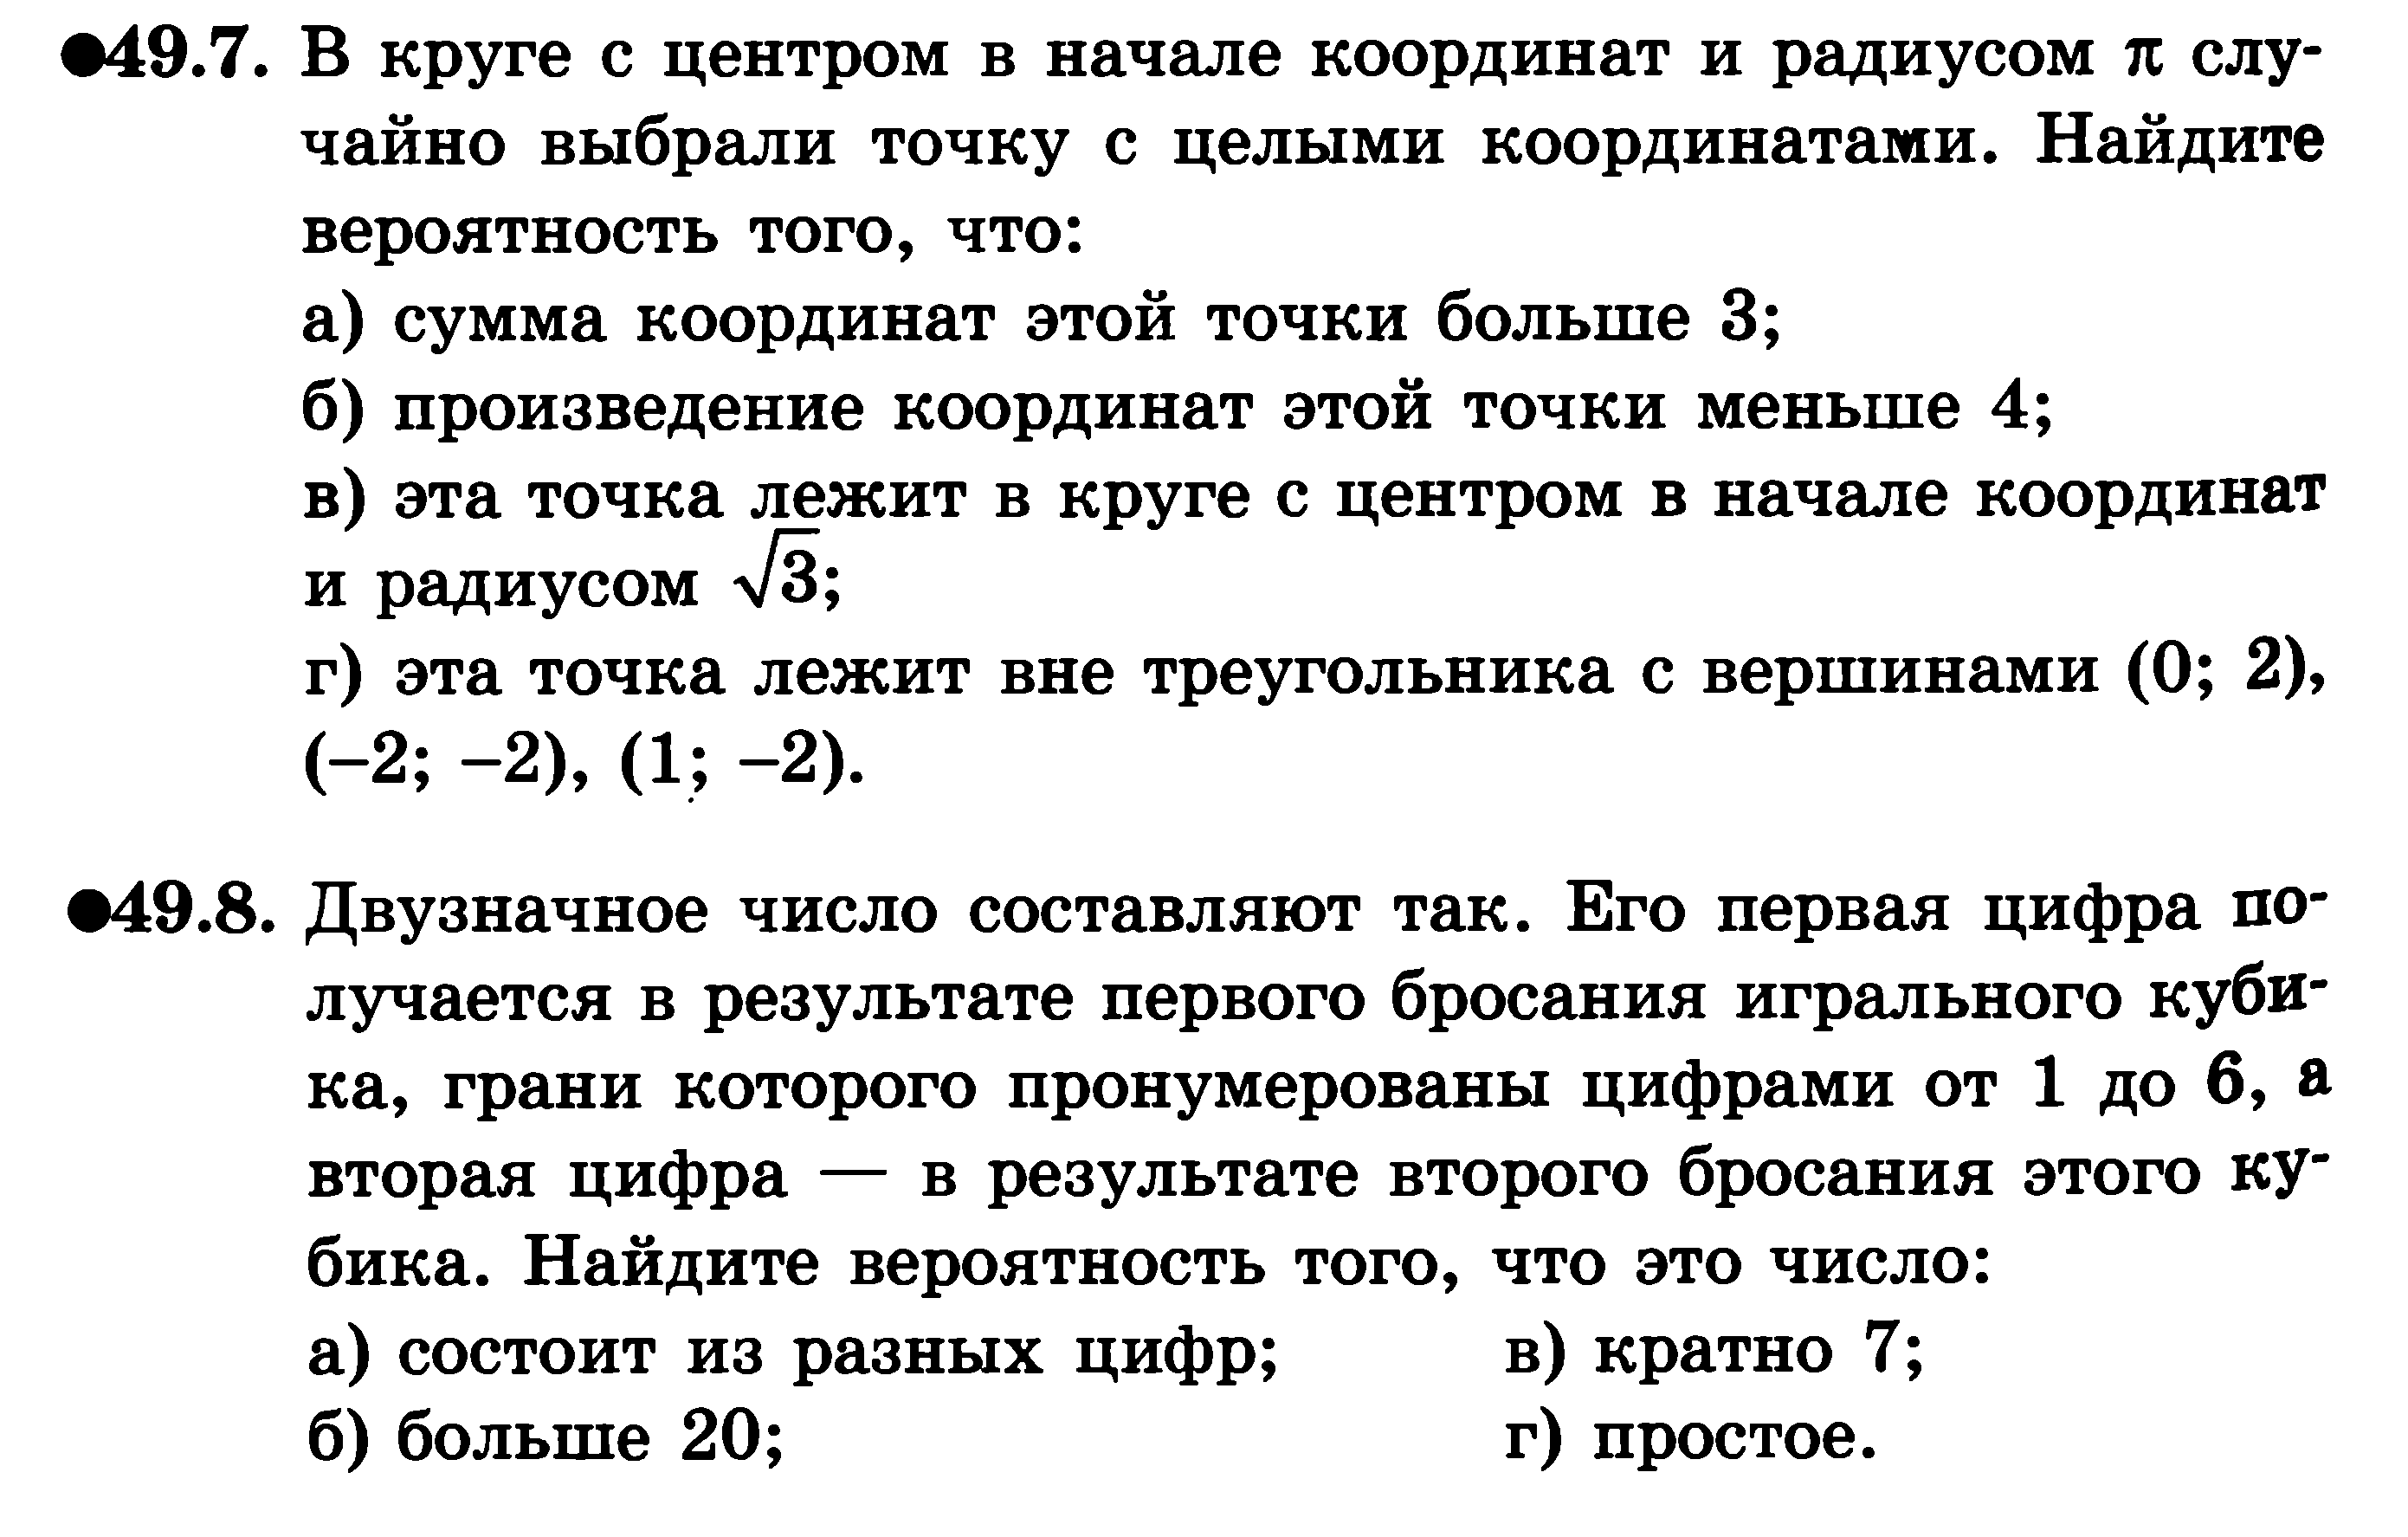 ●49.7. В круге с центром в начале координат и радиусом π слу-
чайно выбрали точку с целыми координатами. Найдите
вероятность того, что:
а) сумма координат этой точки больше 3;
б) произведение координат этой точки меньше 4;
в) эта точка лежит в круге с центром в начале координат
и радиусом √3;
г) эта точка лежит вне треугольника с вершинами (0; 2),
(–2; –2), (1; –2).
●49.8. Двузначное число составляют так. Его первая цифра по-
лучается в результате первого бросания игрального куби-
ка, грани которого пронумерованы цифрами от 1 до 6, а
вторая цифра — в результате второго бросания этого ку-
бика. Найдите вероятность того, что это число:
а) состоит из разных цифр; в) кратно 7;
б) больше 20; г) простое.